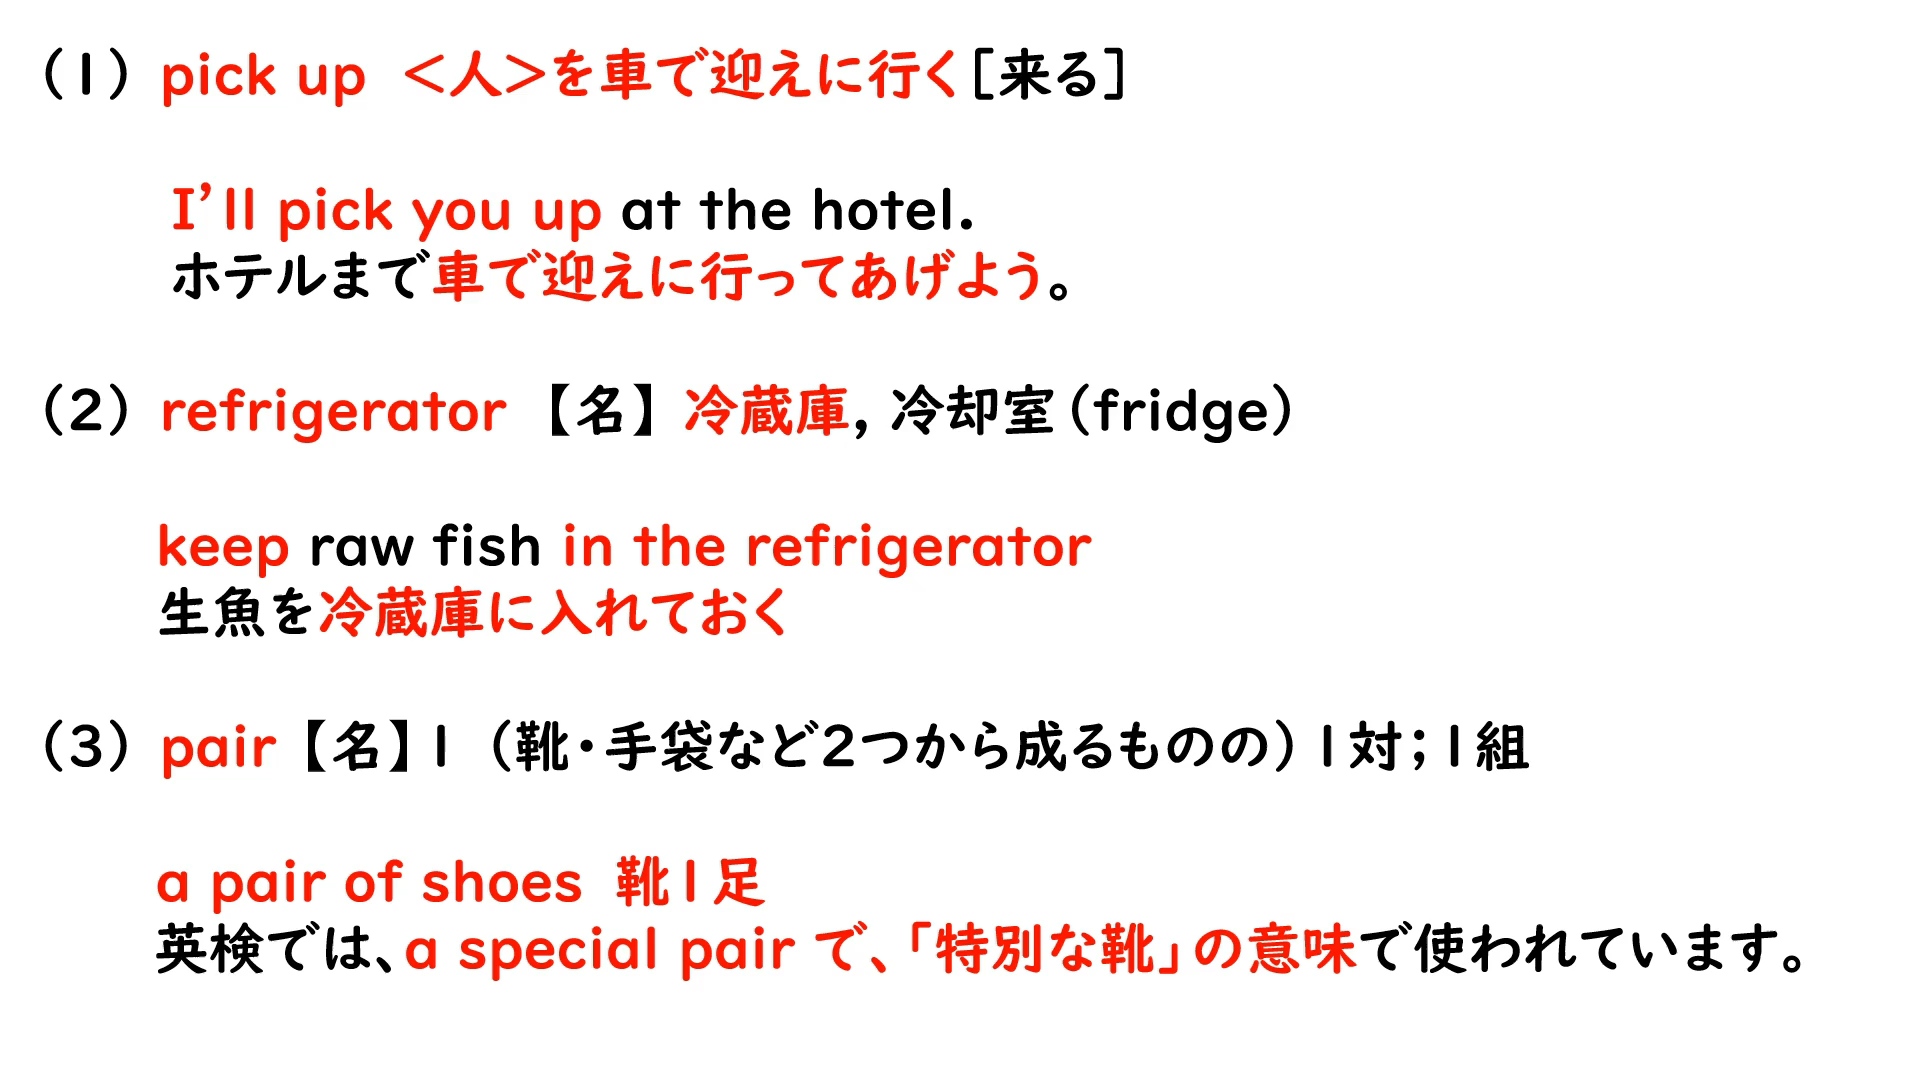 (1) pick up <人>を車で迎えに行く[来る]
I'll pick you up at the hotel.
ホテルまで車で迎えに行ってあげよう。
(2) refrigerator 【名】 冷蔵庫, 冷却室(fridge)
keep raw fish in the refrigerator
生魚を冷蔵庫に入れておく
(3) pair 【名】1 (靴・手袋など2つから成るものの)1対;1組
a pair of shoes 靴1足
英検では、a special pair で、「特別な靴」の意味で使われています。